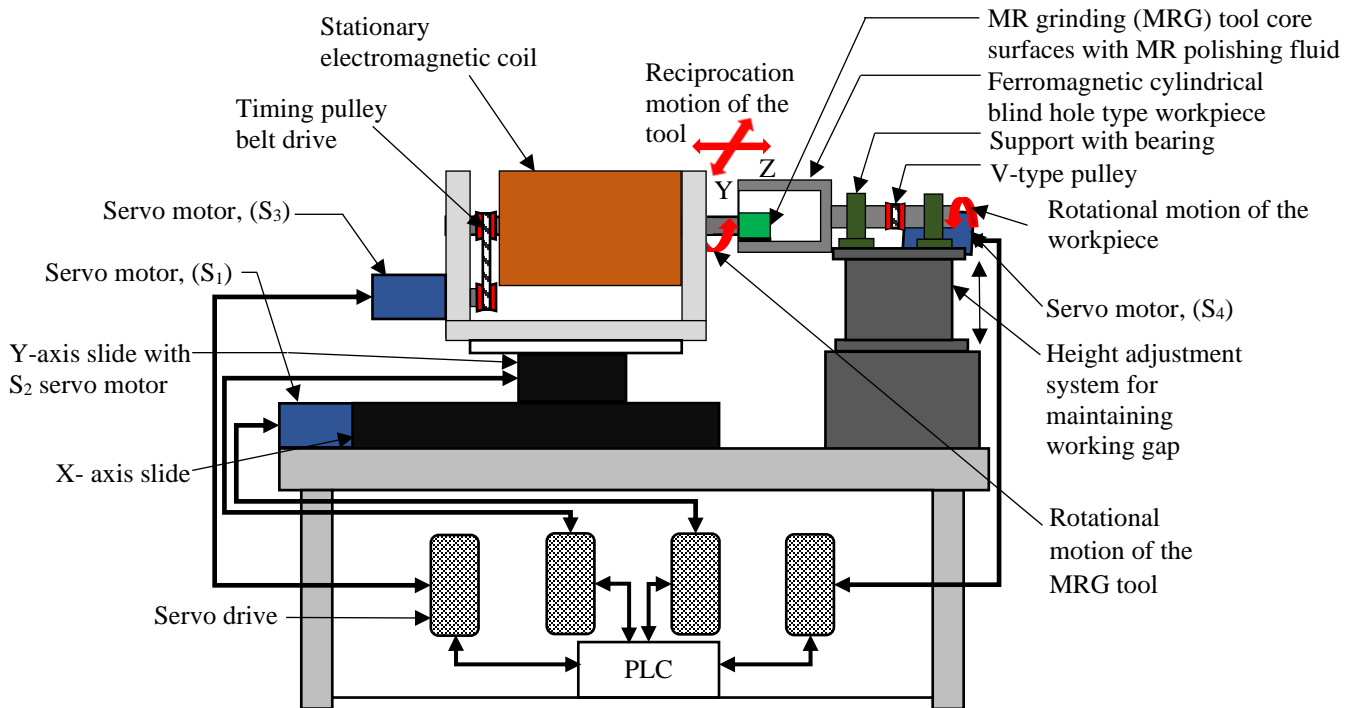 Stationary
electromagnetic coil
Timing pulley
belt drive
Servo motor, (S₃)
Servo motor, (S₁)
Y-axis slide with
S₂ servo motor
X- axis slide
Servo drive
PLC
Reciprocation
motion of the
tool
Y
Z
MR grinding (MRG) tool core
surfaces with MR polishing fluid
Ferromagnetic cylindrical
blind hole type workpiece
Support with bearing
V-type pulley
Rotational motion of the
workpiece
Servo motor, (S₄)
Height adjustment
system for
maintaining
working gap
Rotational
motion of the
MRG tool